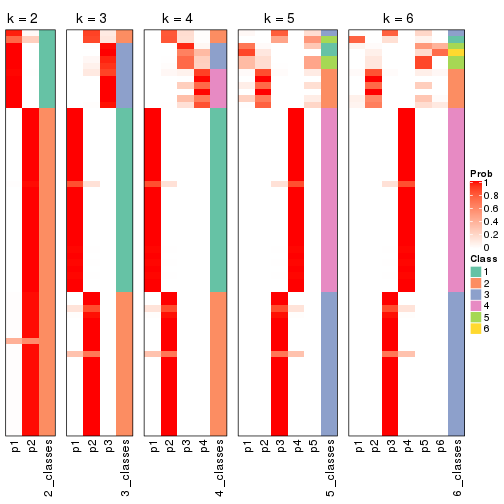 k = 2
k = 3
k = 4
k = 5
k = 6
Prob
1
0.8
0.6
0.4
0.2
0
Class
1
2
3
4
5
6
p1
p2
2_classes
p1
p2
p3
3_classes
p1
p2
p3
p4
4_classes
p1
p2
p3
p4
p5
5_classes
p1
p2
p3
p4
p5
p6
6_classes